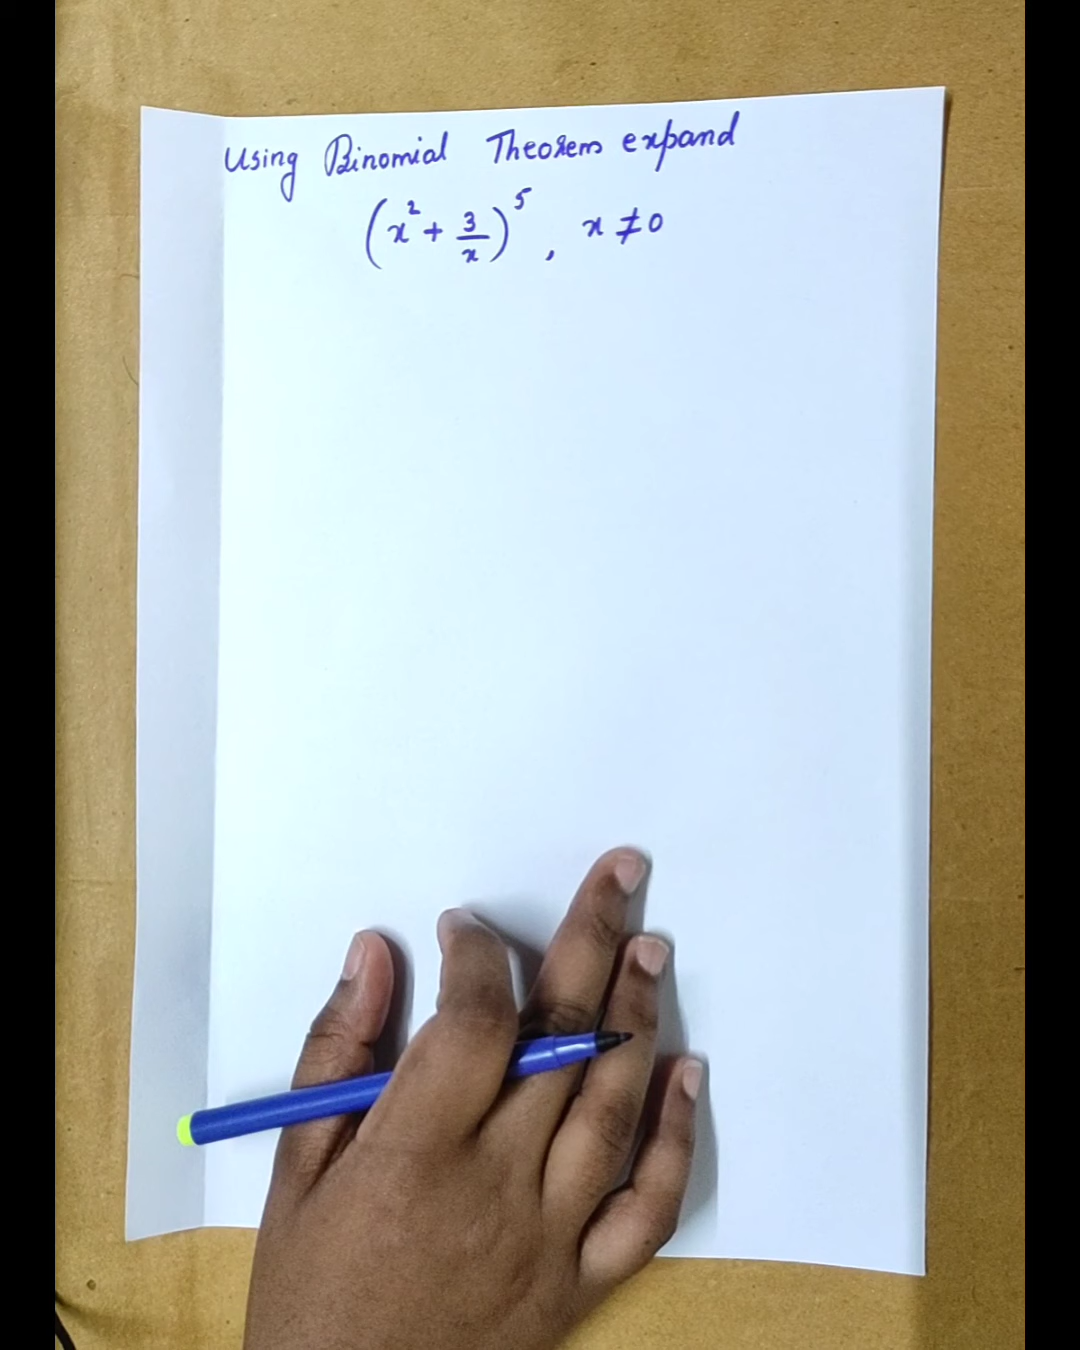 Using Binomial Theorem expand
(x² + 3/x)⁵, x ≠ 0